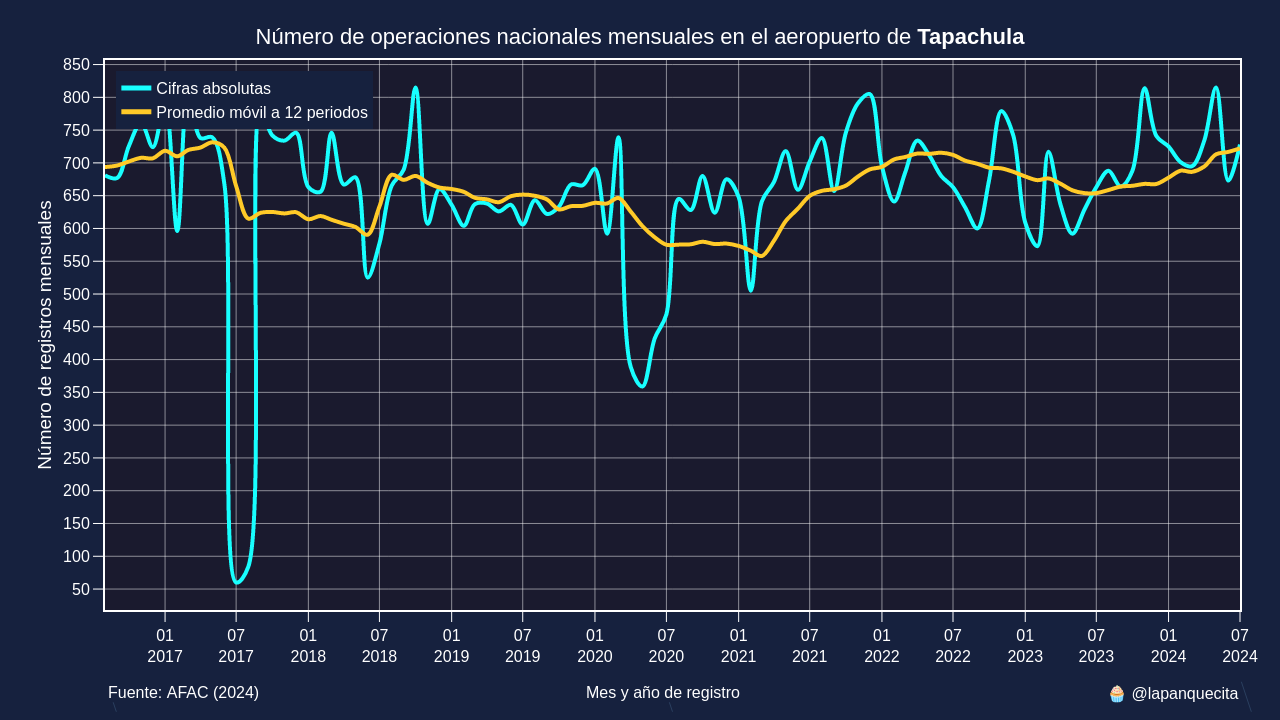 Número de operaciones nacionales mensuales en el aeropuerto de Tapachula
Cifras absolutas
Promedio móvil a 12 periodos
Número de registros mensuales
850
800
750
700
650
600
550
500
450
400
350
300
250
200
150
100
50
01 07 01 07 01 07 01 07 01 07 01 07 01 07 01 07
2017 2017 2018 2018 2019 2019 2020 2020 2021 2021 2022 2022 2023 2023 2024 2024
Fuente: AFAC (2024)
Mes y año de registro
🧁 @lapanquecita